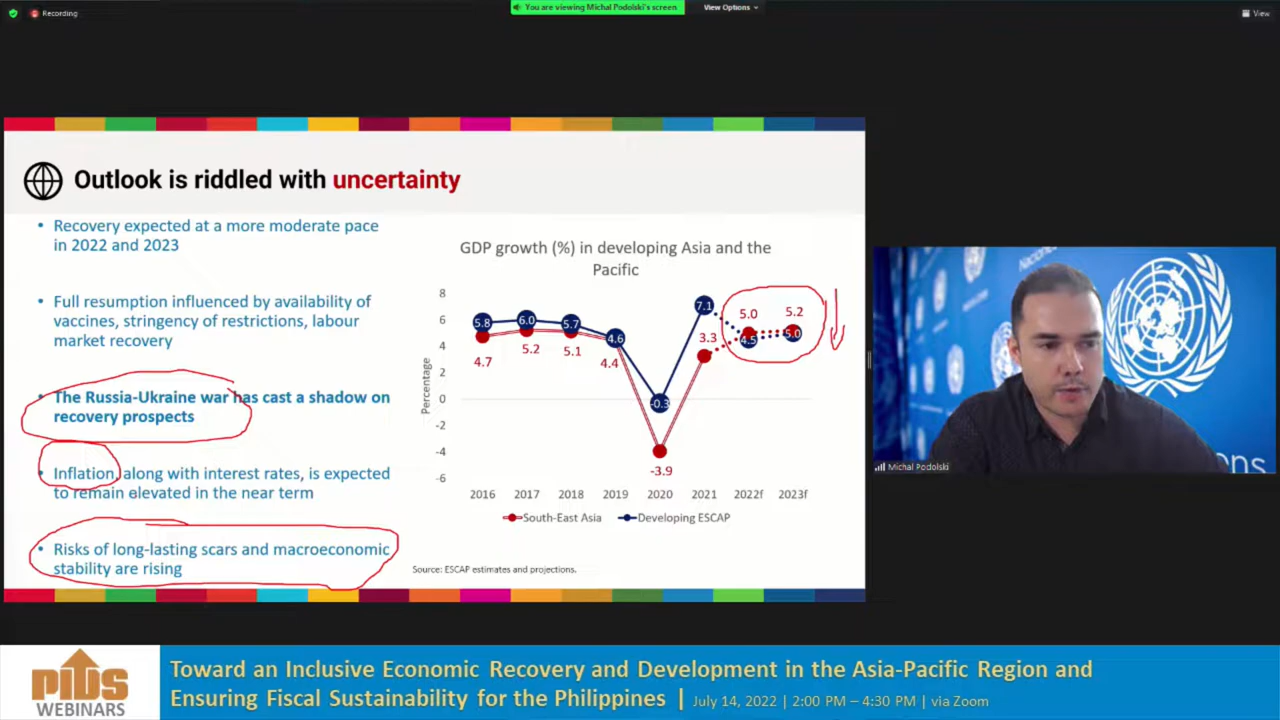 Recording
You are viewing Michal Podolski's screen
View Options
View
Outlook is riddled with uncertainty
• Recovery expected at a more moderate pace
in 2022 and 2023
• Full resumption influenced by availability of
vaccines, stringency of restrictions, labour
market recovery
• The Russia-Ukraine war has cast a shadow on
recovery prospects
• Inflation, along with interest rates, is expected
to remain elevated in the near term
• Risks of long-lasting scars and macroeconomic
stability are rising
GDP growth (%) in developing Asia and the
Pacific
Percentage
8
6
4
2
0
-2
-4
-6
5.8
6.0
5.7
4.6
-0.3
7.1
4.5
5.0
4.7
5.2
5.1
4.4
-3.9
3.3
5.0
5.2
2016 2017 2018 2019 2020 2021 2022f 2023f
South-East Asia Developing ESCAP
Source: ESCAP estimates and projections.
Michal Podolski
PIDS
WEBINARS
Toward an Inclusive Economic Recovery and Development in the Asia-Pacific Region and
Ensuring Fiscal Sustainability for the Philippines | July 14, 2022 | 2:00 PM – 4:30 PM | via Zoom